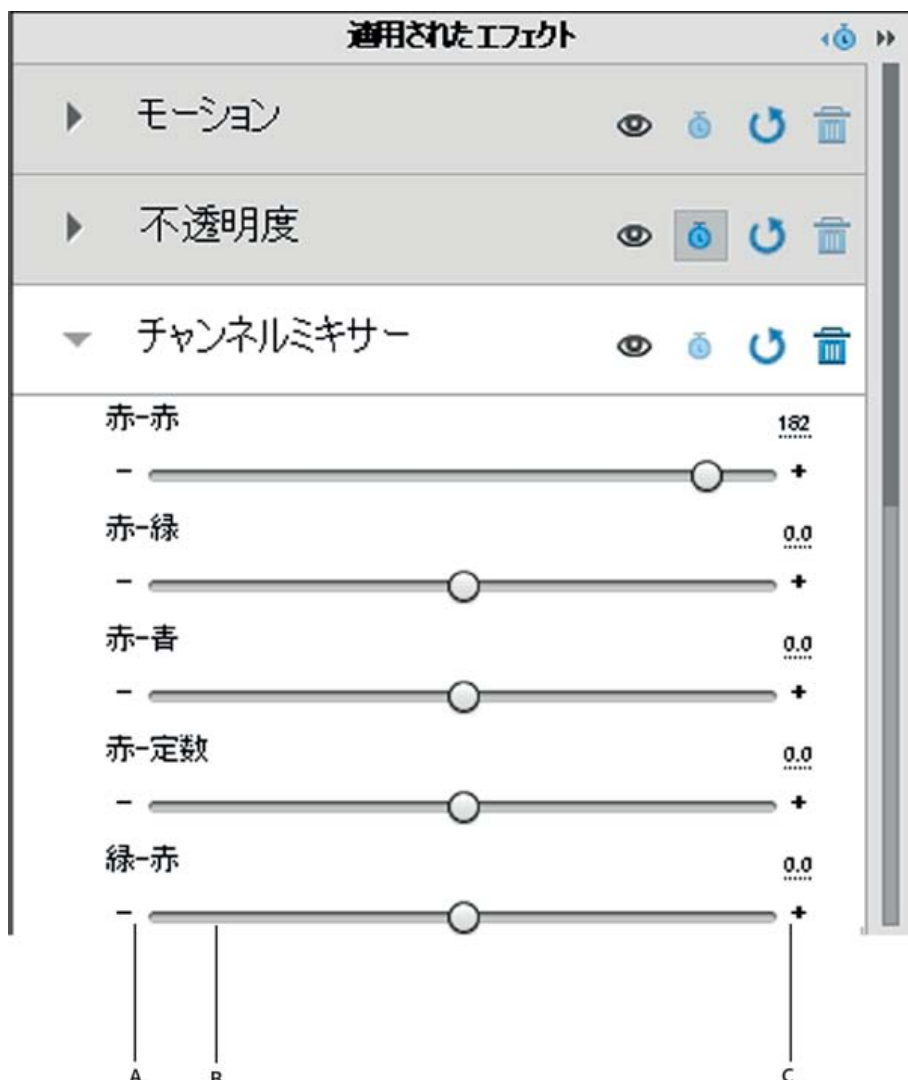 適用されたエフェクト
モーション
不透明度
チャンネルミキサー
赤-赤
182
- +
赤-緑
0.0
- +
赤-青
0.0
- +
赤-定数
0.0
- +
緑-赤
0.0
- +
A B C